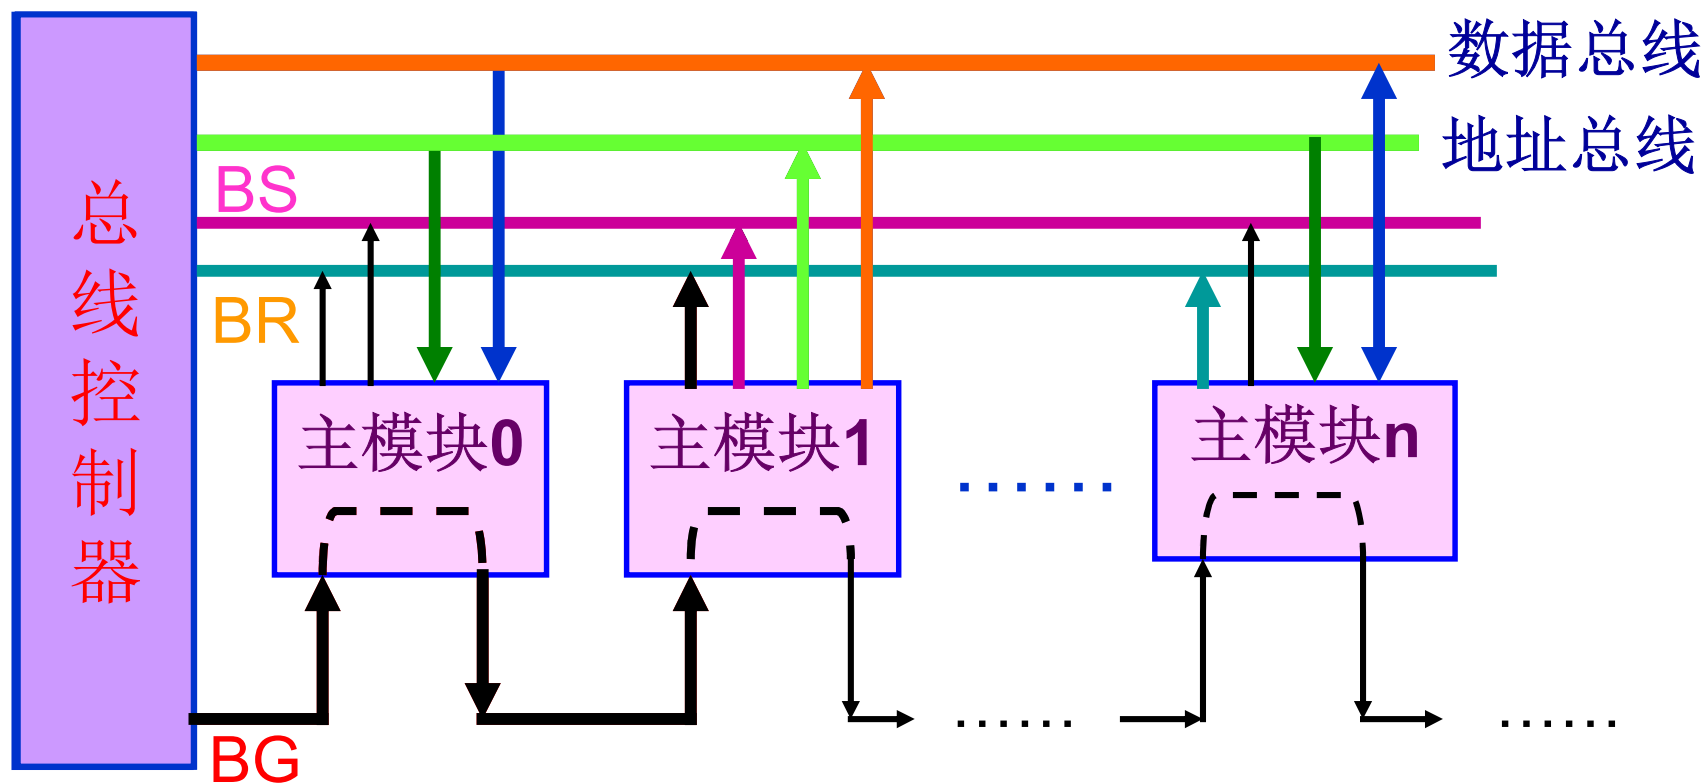 数据总线
地址总线
BS
BR
总线控制器
主模块0
主模块1
主模块n
......
......
......
BG